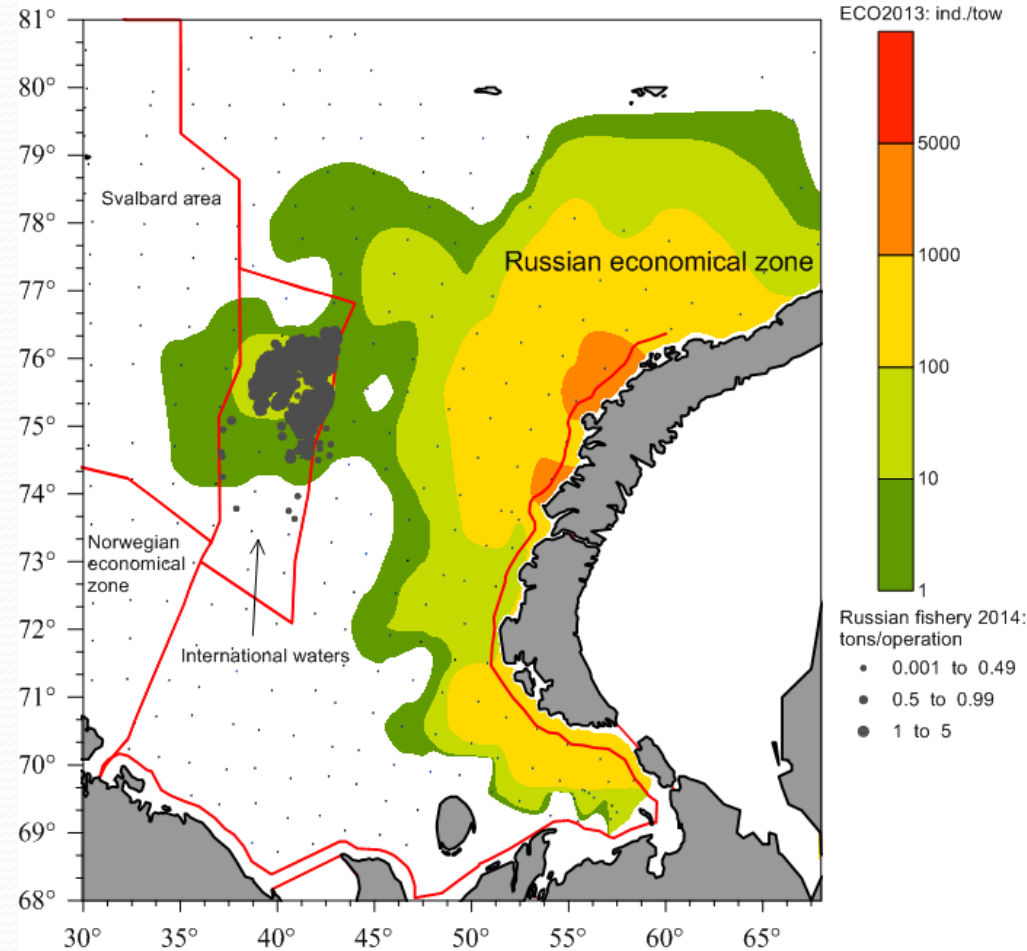 81°
80°
79°
78°
77°
76°
75°
74°
73°
72°
71°
70°
69°
68°
30°
35°
40°
45°
50°
55°
60°
65°
Svalbard area
Russian economical zone
Norwegian
economical
zone
International waters
ECO2013: ind./tow
5000
1000
100
10
1
Russian fishery 2014:
tons/operation
0.001 to 0.49
0.5 to 0.99
1 to 5